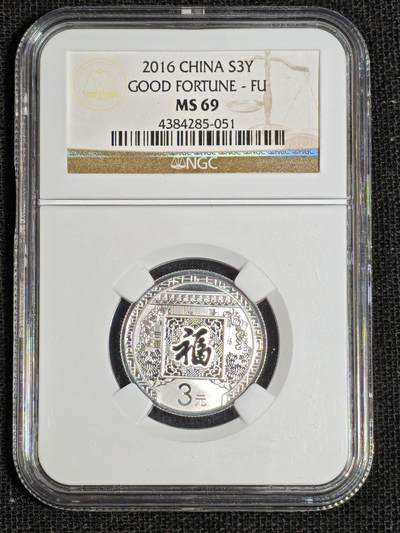 2016 CHINA S3Y
GOOD FORTUNE - FU
MS 69
4384285-051
NGC
福
3元